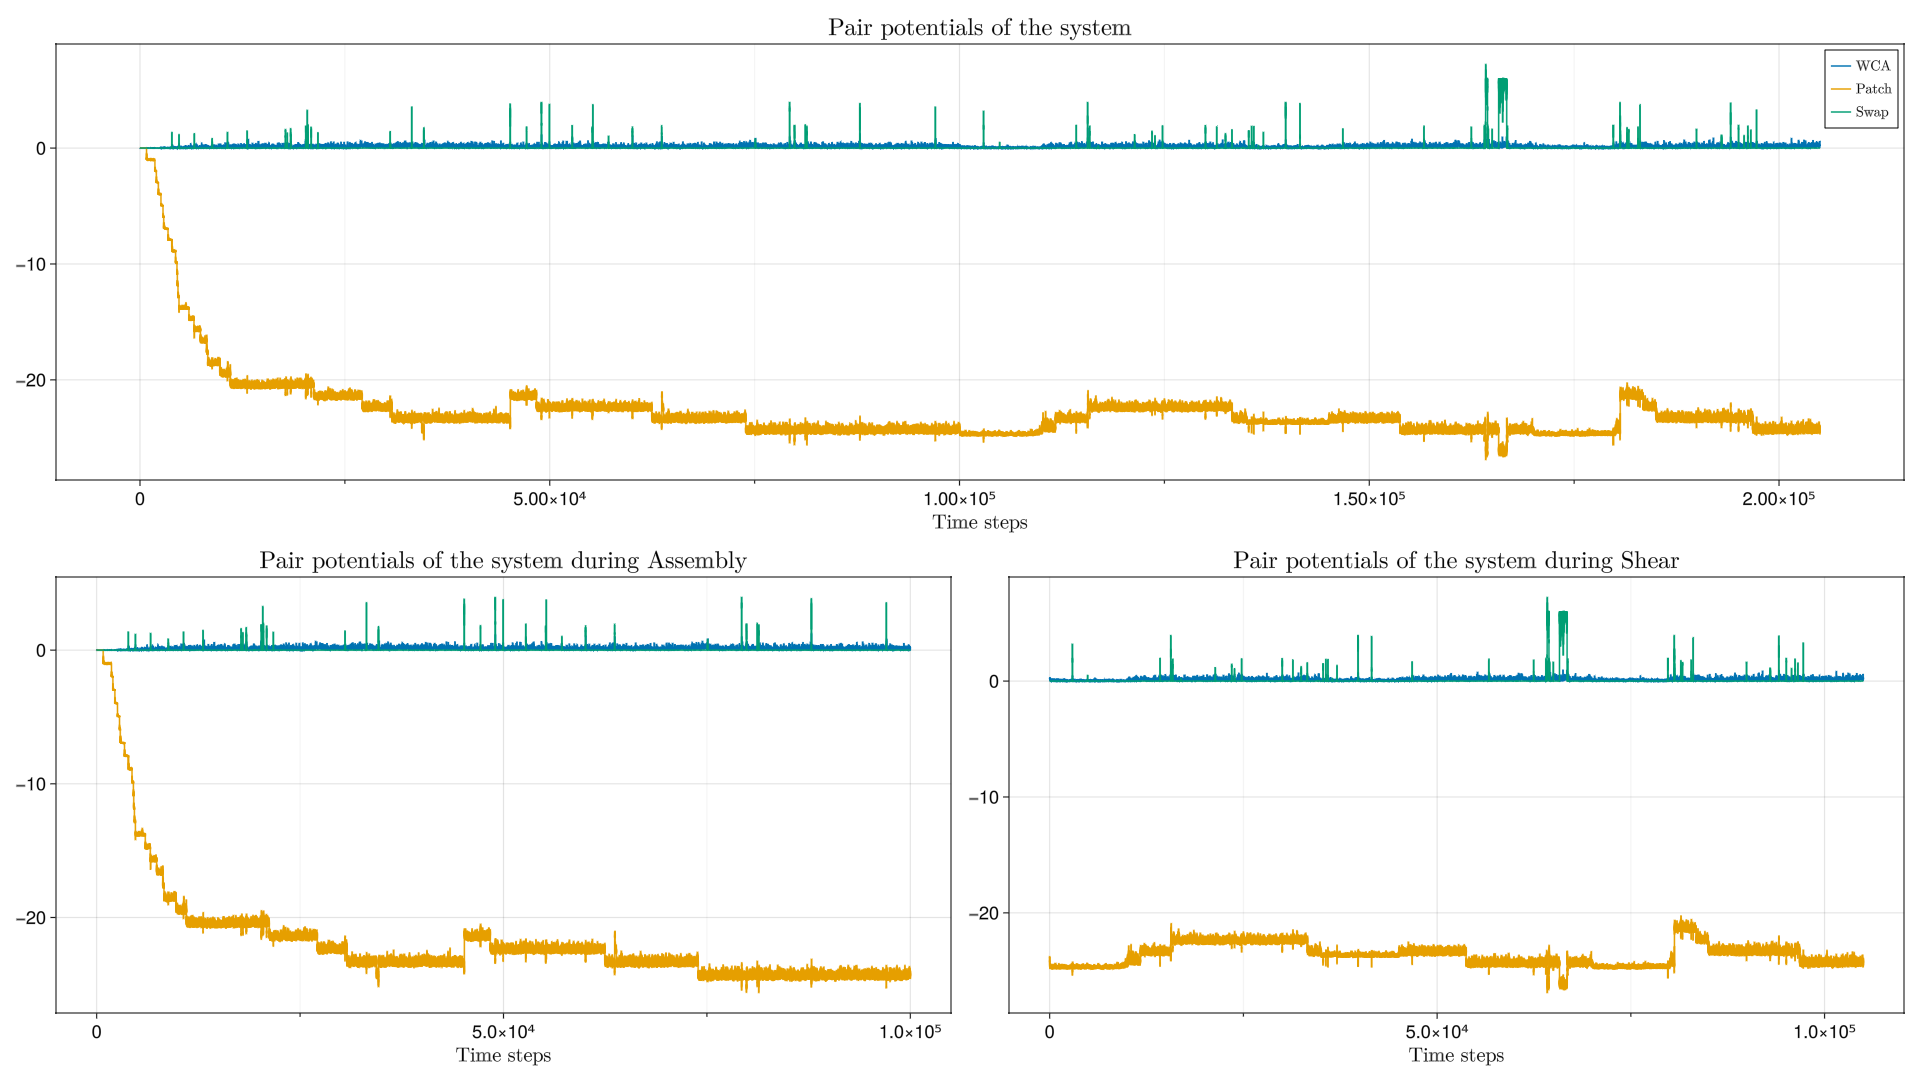 Pair potentials of the system
WCA
Patch
Swap
0
−10
−20
0
5.00×10⁴
1.00×10⁵
1.50×10⁵
2.00×10⁵
Time steps
Pair potentials of the system during Assembly
0
−10
−20
0
5.0×10⁴
1.0×10⁵
Time steps
Pair potentials of the system during Shear
0
−10
−20
0
5.0×10⁴
1.0×10⁵
Time steps